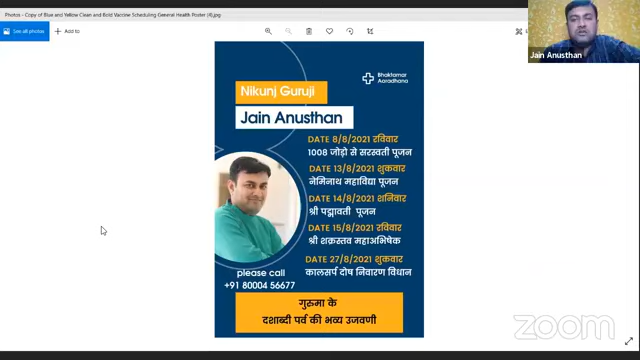 Photos - Copy of Blue and Yellow Clean and Bold Vaccine Scheduling General Health Poster (4).jpg
See all photos
Add to
Jain Anusthan
Bhaktamar
Aaradhana
Nikunj Guruji
Jain Anusthan
DATE 8/8/2021 रविवार
1008 जोड़ो से सरस्वती पूजन
DATE 13/8/2021 शुकवार
नेमिनाथ महाविद्या पूजन
DATE 14/8/2021 शनिवार
श्री पद्मावती पूजन
DATE 15/8/2021 रविवार
श्री शक्रस्तव महाअभिषेक
DATE 27/8/2021 शुकवार
कालसर्प दोष निवारण विधान
please call
+91 80004 56677
गुरुमा के
दशाब्दी पर्व की भव्य उजवणी
zoom